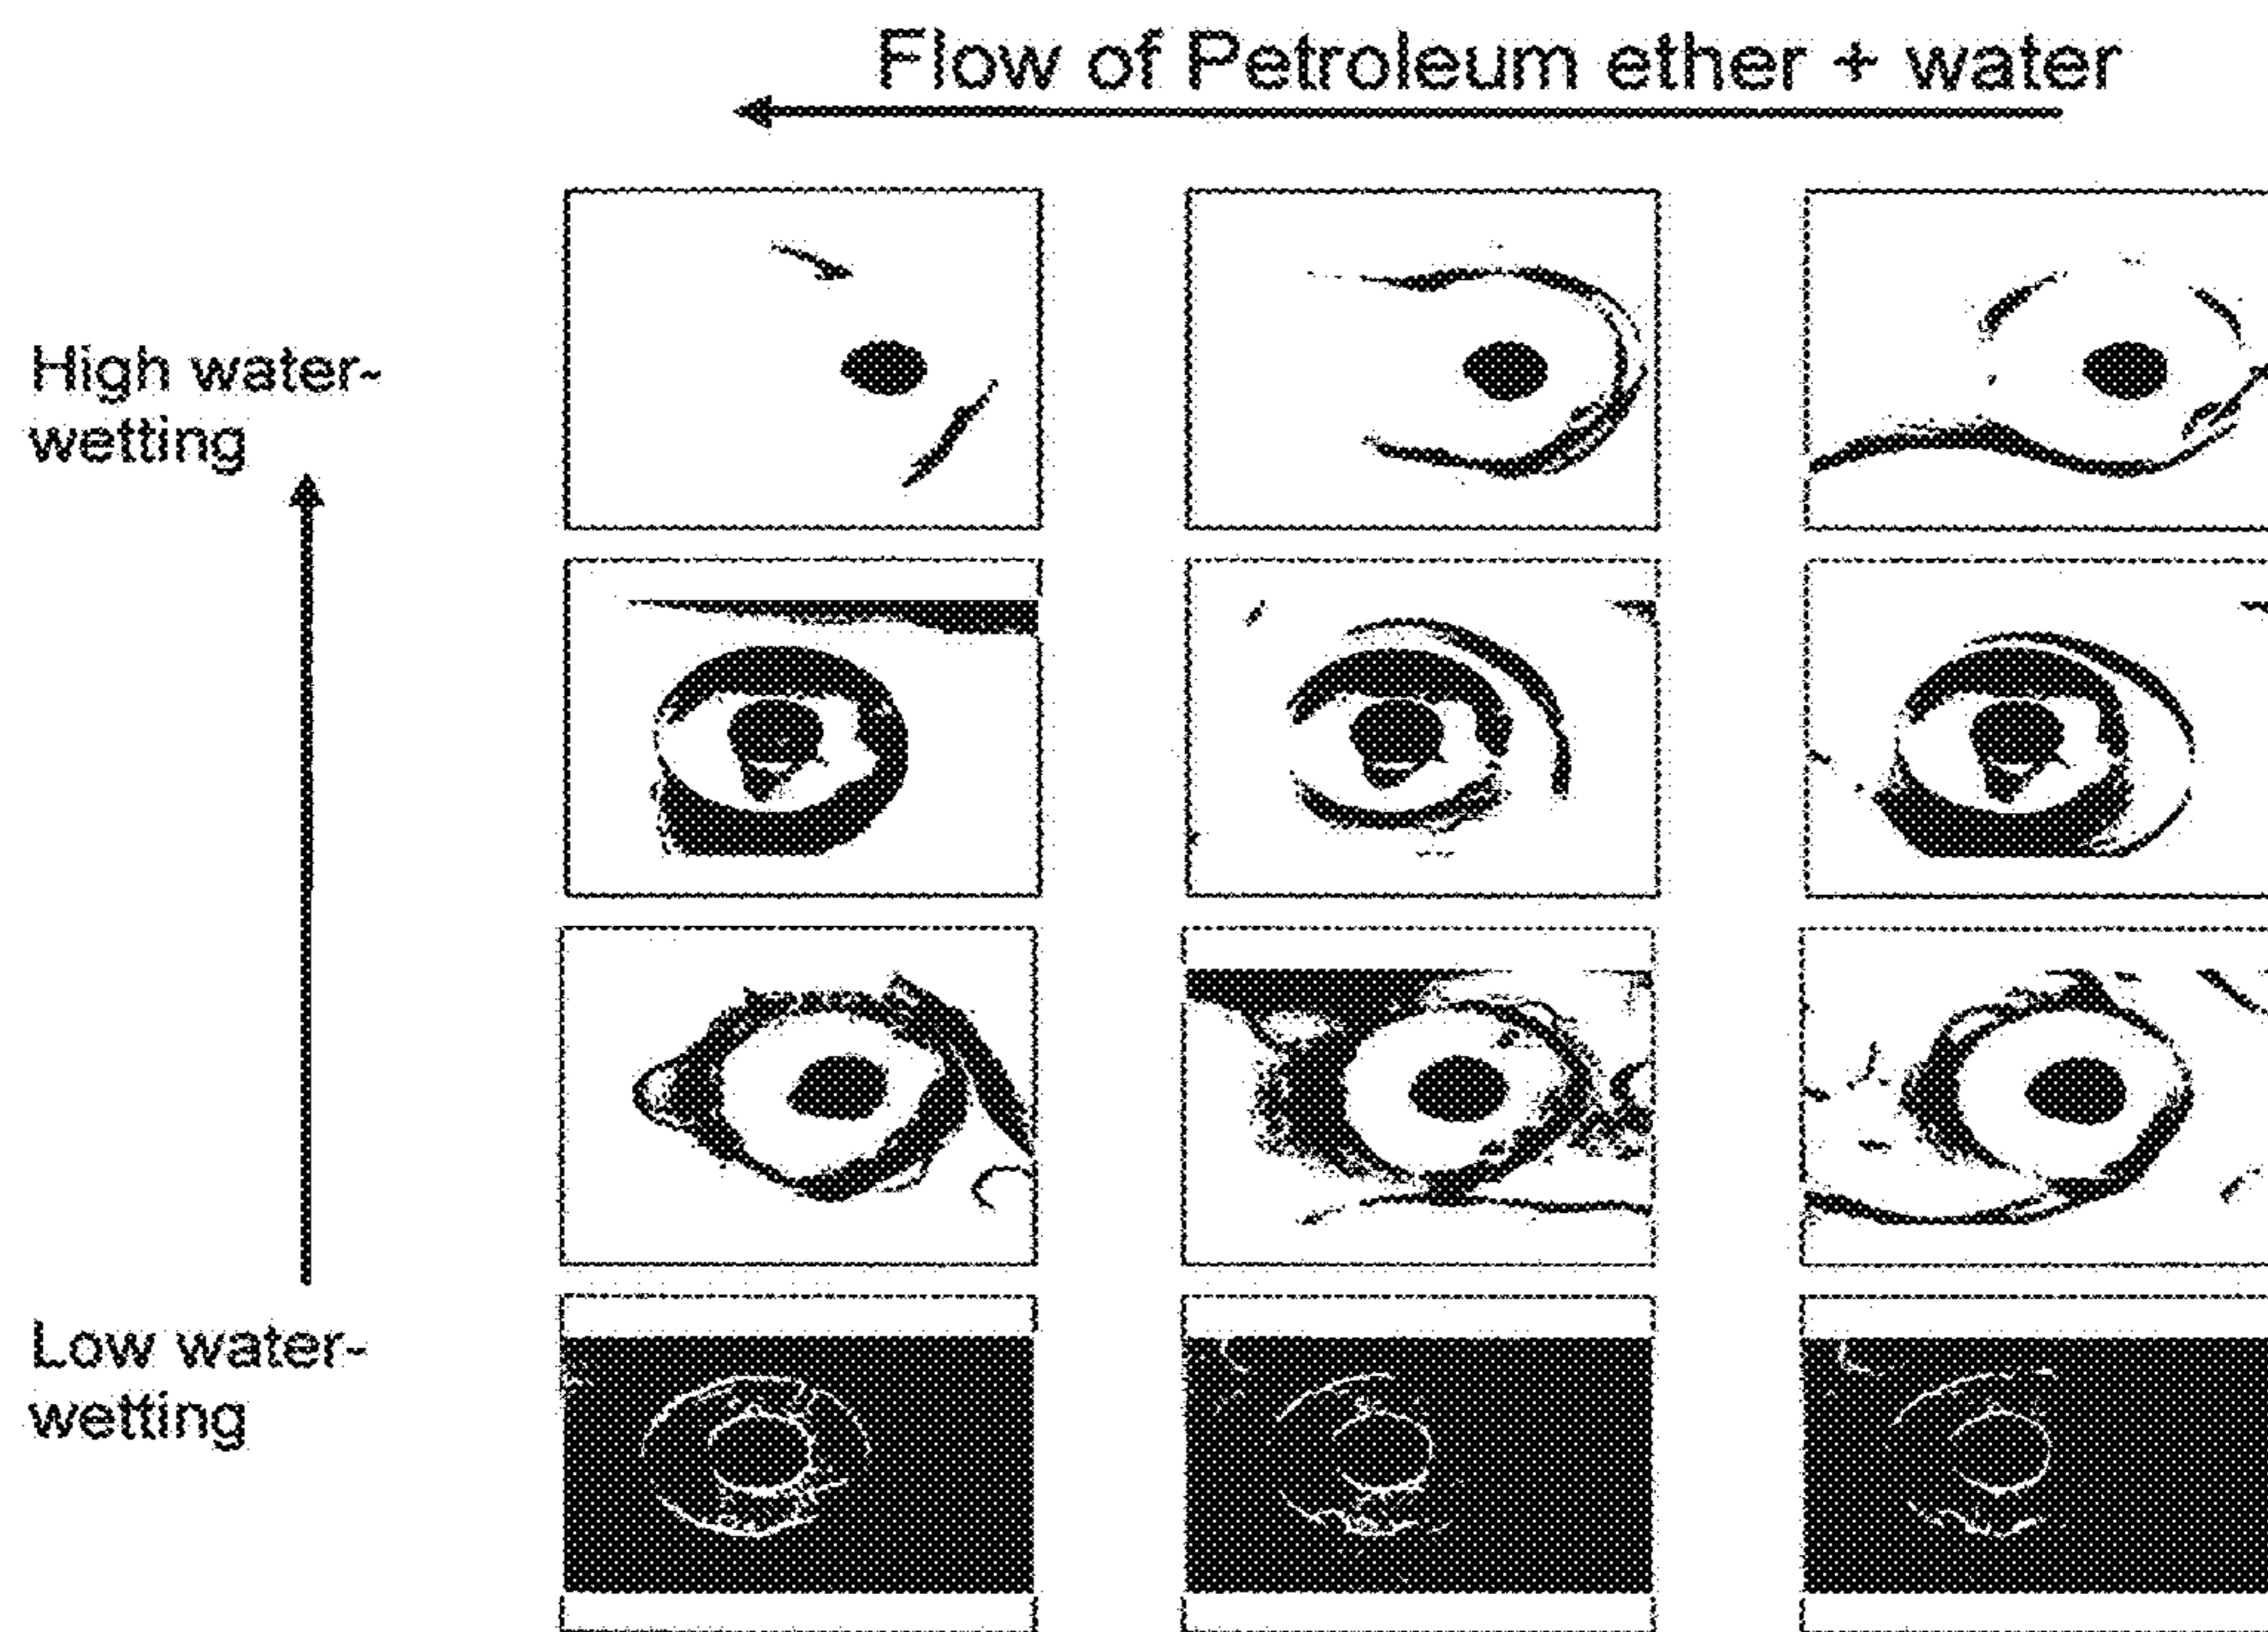 Flow of Petroleum ether + water
High water-
wetting
Low water-
wetting